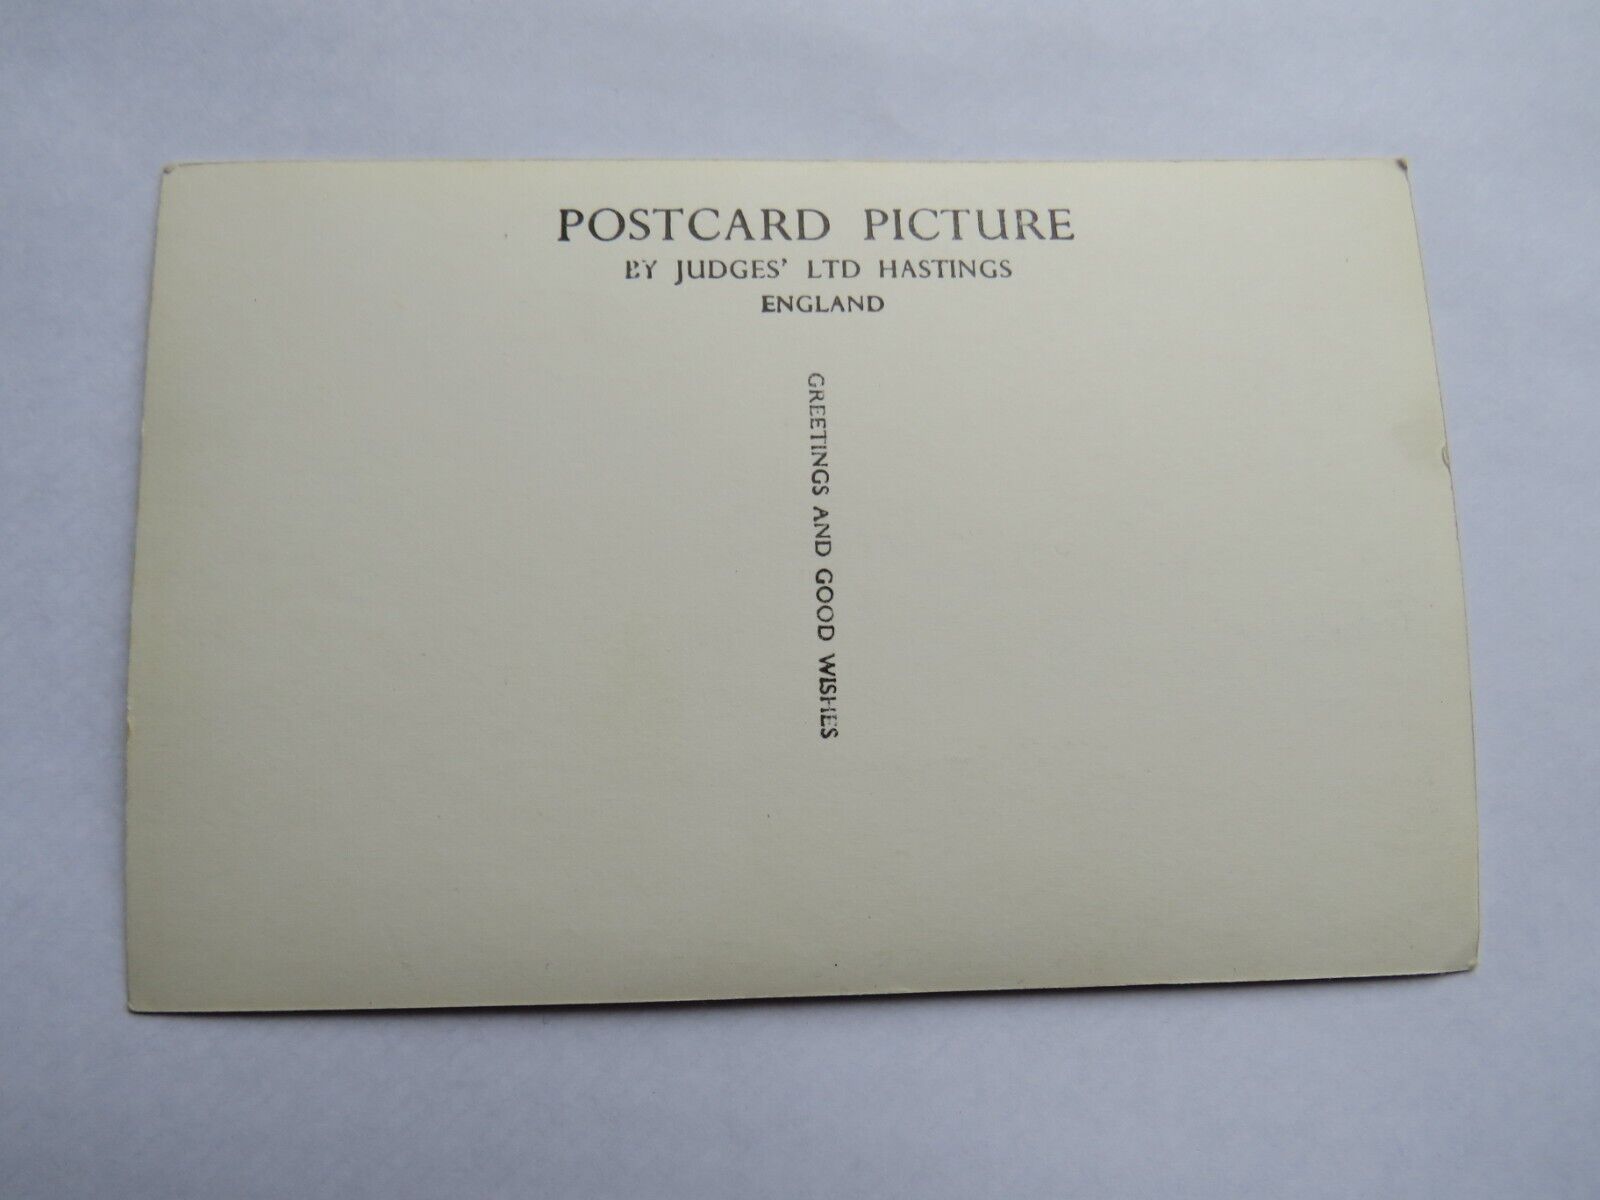 POSTCARD PICTURE
BY JUDGES' LTD HASTINGS
ENGLAND
GREETINGS AND GOOD WISHES